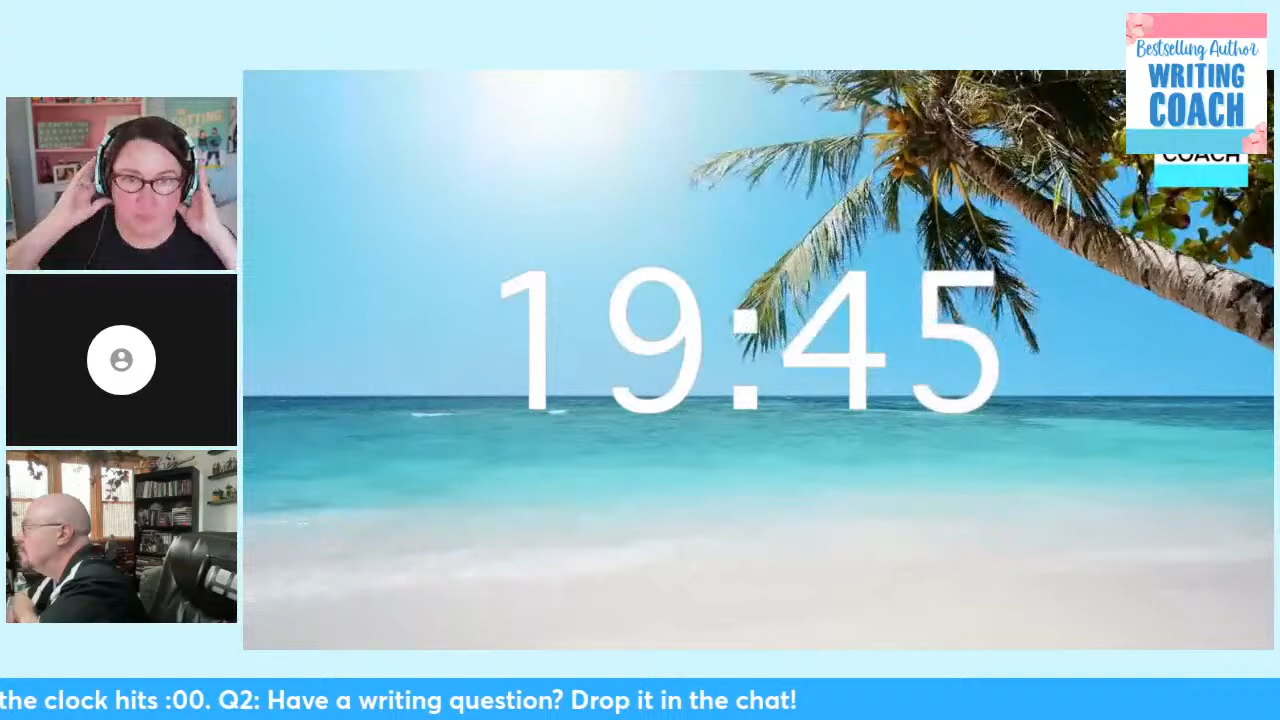 Bestselling Author
WRITING
COACH
COACH
19:45
the clock hits :00. Q2: Have a writing question? Drop it in the chat!